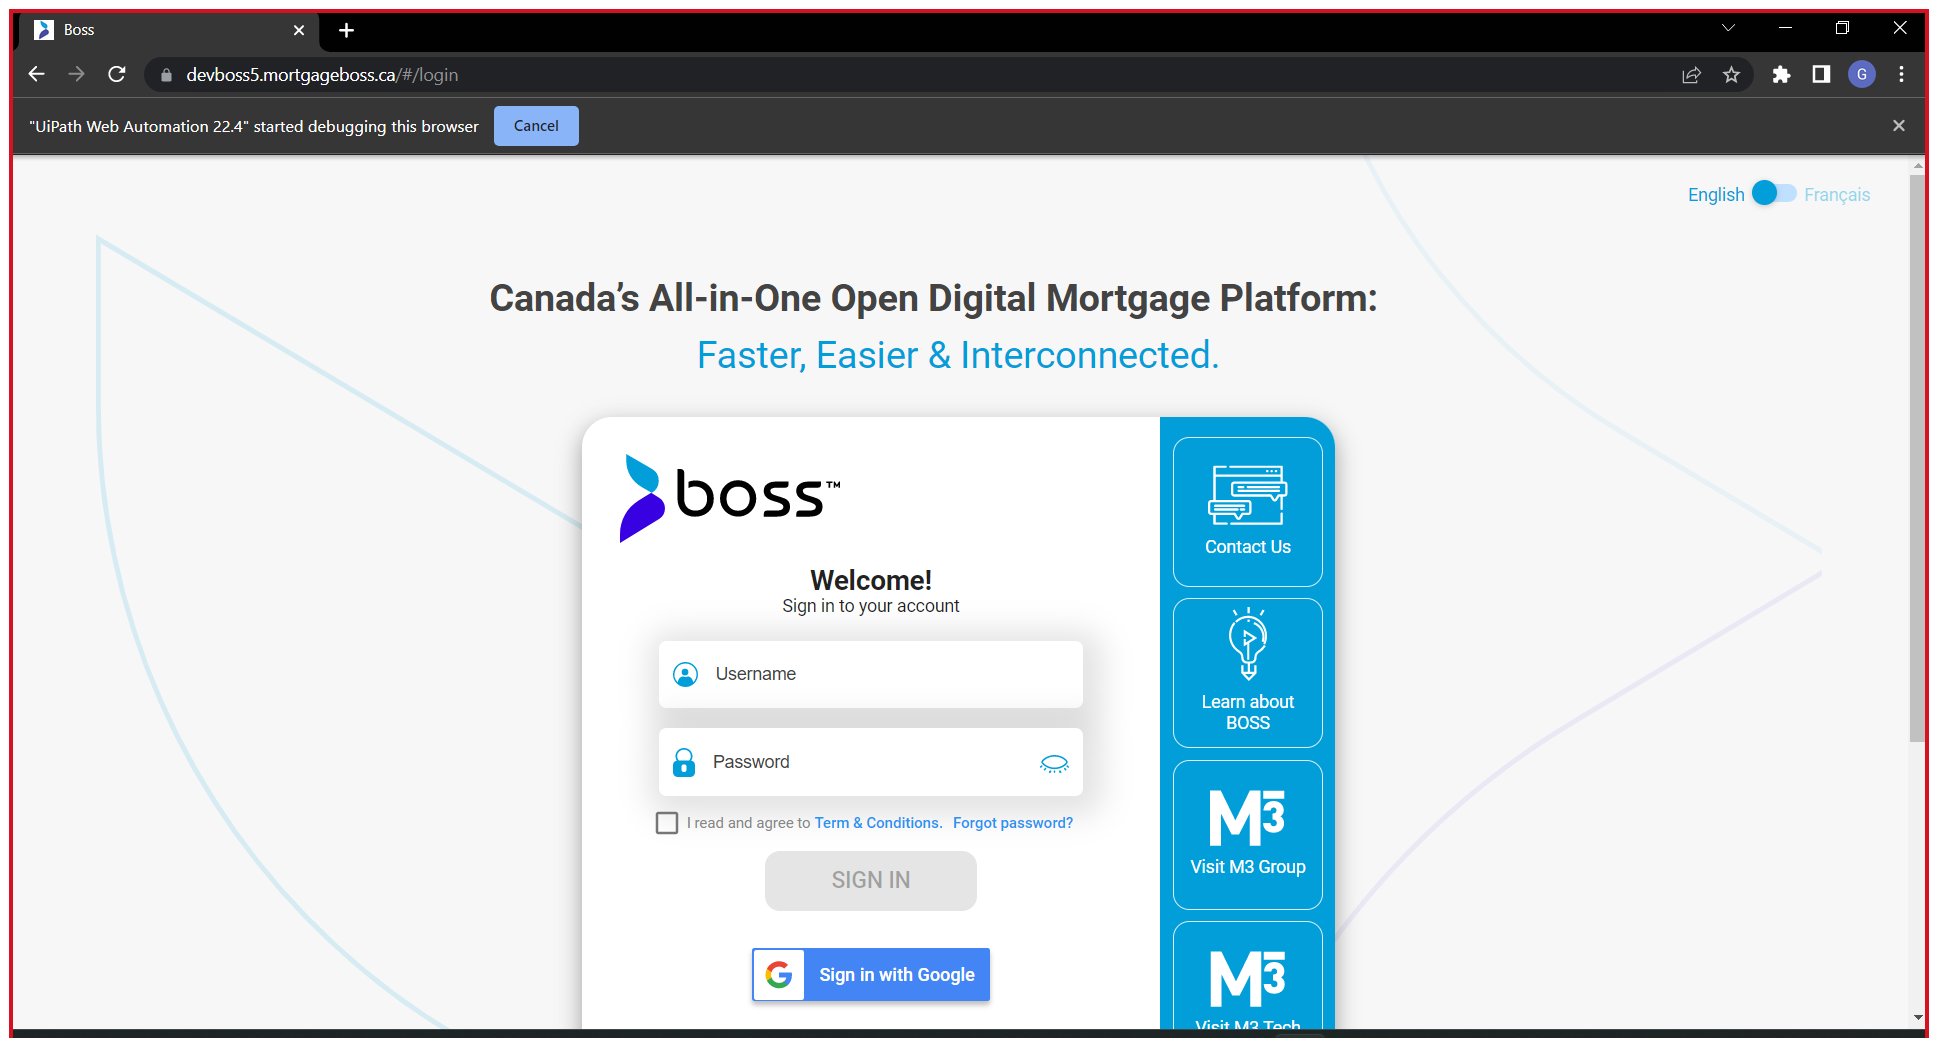 Boss
devboss5.mortgageboss.ca/#/login
G
"UiPath Web Automation 22.4" started debugging this browser
Cancel
English
Français
Canada’s All-in-One Open Digital Mortgage Platform:
Faster, Easier & Interconnected.
boss™
Welcome!
Sign in to your account
Username
Password
I read and agree to Term & Conditions. Forgot password?
SIGN IN
G
Sign in with Google
Contact Us
Learn about
BOSS
M3
Visit M3 Group
M3
Visit M3 Tech